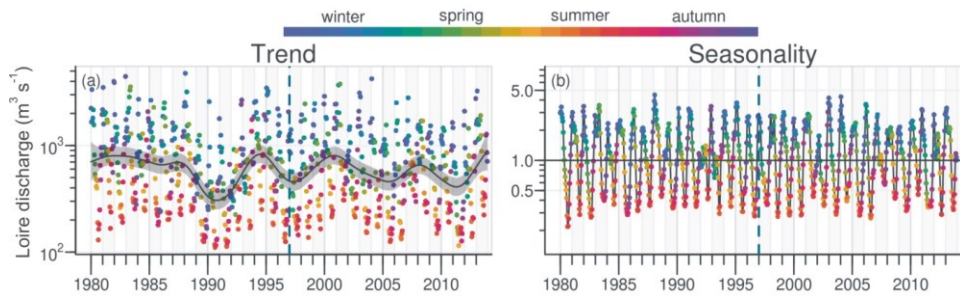 winter spring summer autumn
Trend Seasonality
(a) (b)
Loire discharge (m³ s⁻¹)
10³
10²
5.0
1.0
0.5
1980 1985 1990 1995 2000 2005 2010
1980 1985 1990 1995 2000 2005 2010